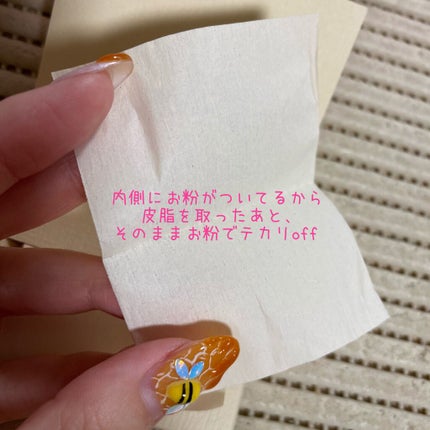 内側にお粉がついてるから
皮脂を取ったあと、
そのままお粉でテカリoff